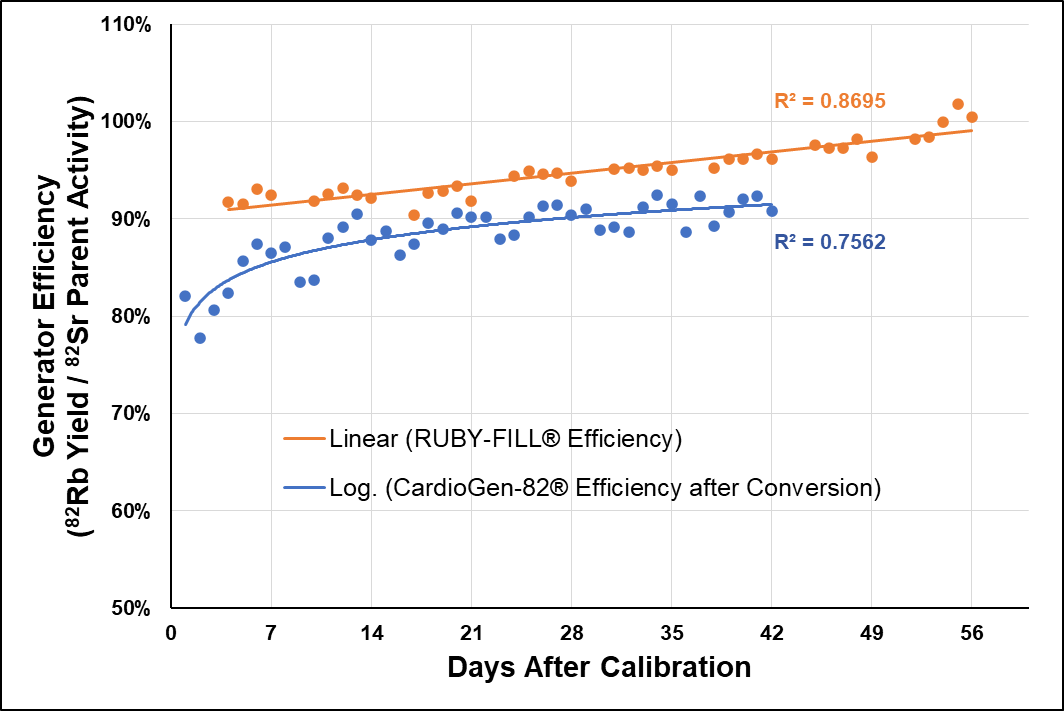 110%
100%
90%
80%
70%
60%
50%
Generator Efficiency
(⁸²Rb Yield / ⁸²Sr Parent Activity)
R² = 0.8695
R² = 0.7562
Linear (RUBY-FILL® Efficiency)
Log. (CardioGen-82® Efficiency after Conversion)
0 7 14 21 28 35 42 49 56
Days After Calibration